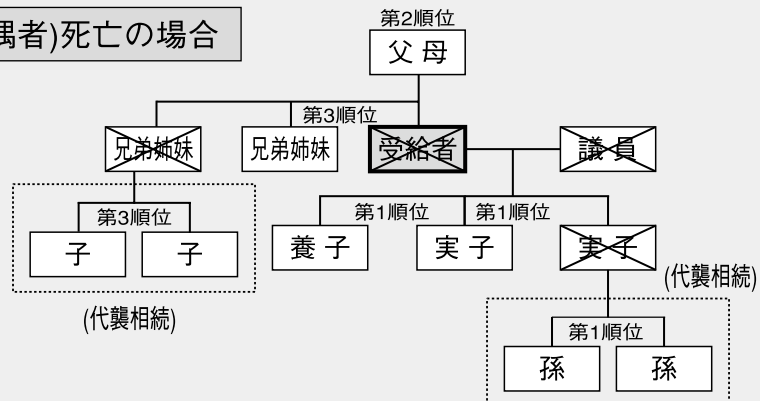 偶者)死亡の場合
第2順位
父母
第3順位
兄弟姉妹
兄弟姉妹
受給者
議員
第3順位
子
子
(代襲相続)
第1順位
第1順位
養子
実子
実子
(代襲相続)
第1順位
孫
孫